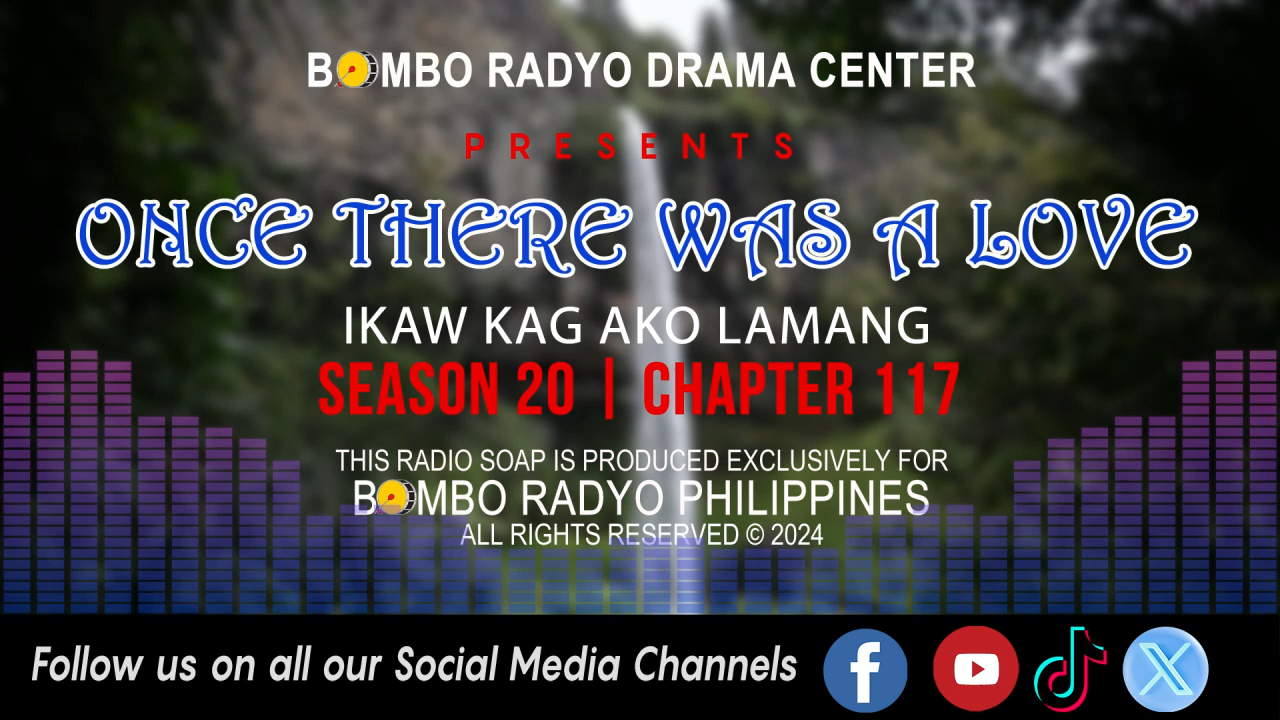 BOMBO RADYO DRAMA CENTER
PRESENTS
ONCE THERE WAS A LOVE
IKAW KAG AKO LAMANG
SEASON 20 | CHAPTER 117
THIS RADIO SOAP IS PRODUCED EXCLUSIVELY FOR
BOMBO RADYO PHILIPPINES
ALL RIGHTS RESERVED © 2024
Follow us on all our Social Media Channels